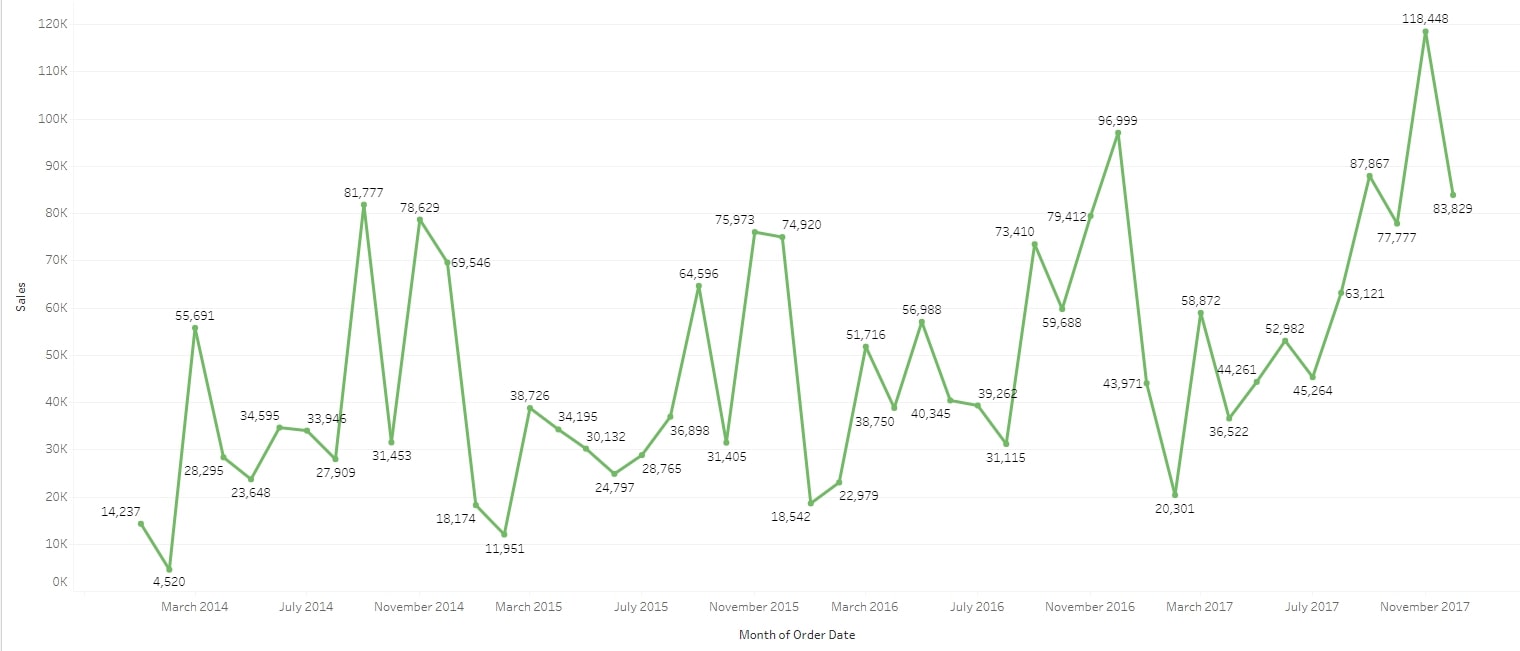 120K
110K
100K
90K
80K
70K
60K
50K
40K
30K
20K
10K
0K
Sales
14,237
4,520
55,691
28,295
23,648
34,595
33,946
27,909
81,777
31,453
78,629
69,546
18,174
11,951
38,726
34,195
30,132
24,797
28,765
36,898
64,596
31,405
75,973
74,920
18,542
22,979
51,716
38,750
56,988
40,345
39,262
31,115
73,410
59,688
79,412
96,999
43,971
20,301
58,872
36,522
44,261
52,982
45,264
63,121
87,867
77,777
118,448
83,829
March 2014
July 2014
November 2014
March 2015
July 2015
November 2015
March 2016
July 2016
November 2016
March 2017
July 2017
November 2017
Month of Order Date